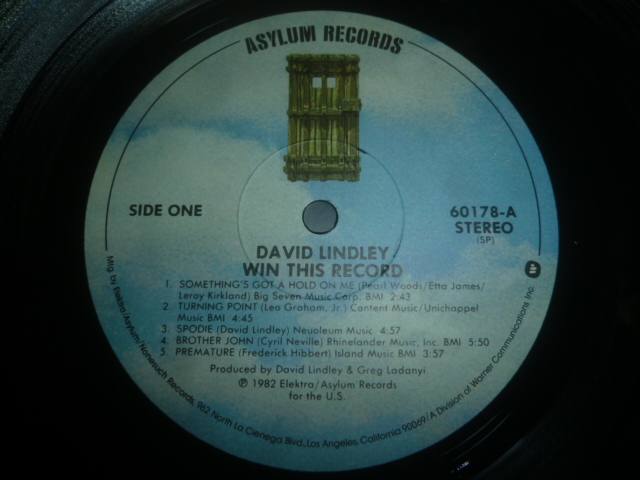 ASYLUM RECORDS
SIDE ONE
60178-A
STEREO
(SP)
DAVID LINDLEY
WIN THIS RECORD
1. SOMETHING'S GOT A HOLD ON ME (Pearl Woods/Etta James/
Leroy Kirkland) Big Seven Music Corp. BMI 2:43
2. TURNING POINT (Leo Graham, Jr.) Content Music/Unichappel
Music BMI 4:45
3. SPODIE (David Lindley) Neuoleum Music 4:57
4. BROTHER JOHN (Cyril Neville) Rhinelander Music, Inc. BMI 5:50
5. PREMATURE (Frederick Hibbert) Island Music BMI 3:57
Produced by David Lindley & Greg Ladanyi
℗ 1982 Elektra/Asylum Records
for the U.S.
Mfg by Elektra/Asylum/Nonesuch Records, 962 North La Cienega Blvd., Los Angeles, California 90069/A Division of Warner Communications Inc.